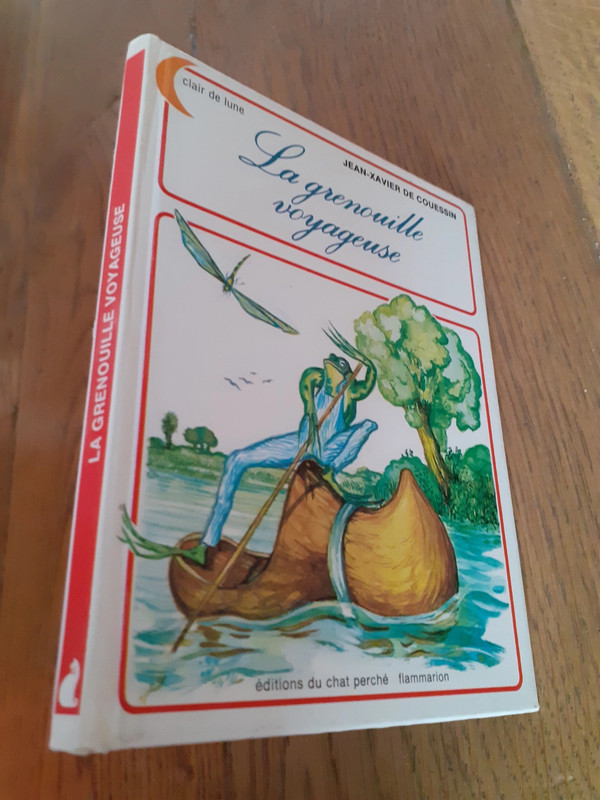 clair de lune
JEAN-XAVIER DE COUESSIN
La grenouille
voyageuse
éditions du chat perché flammarion
LA GRENOUILLE VOYAGEUSE